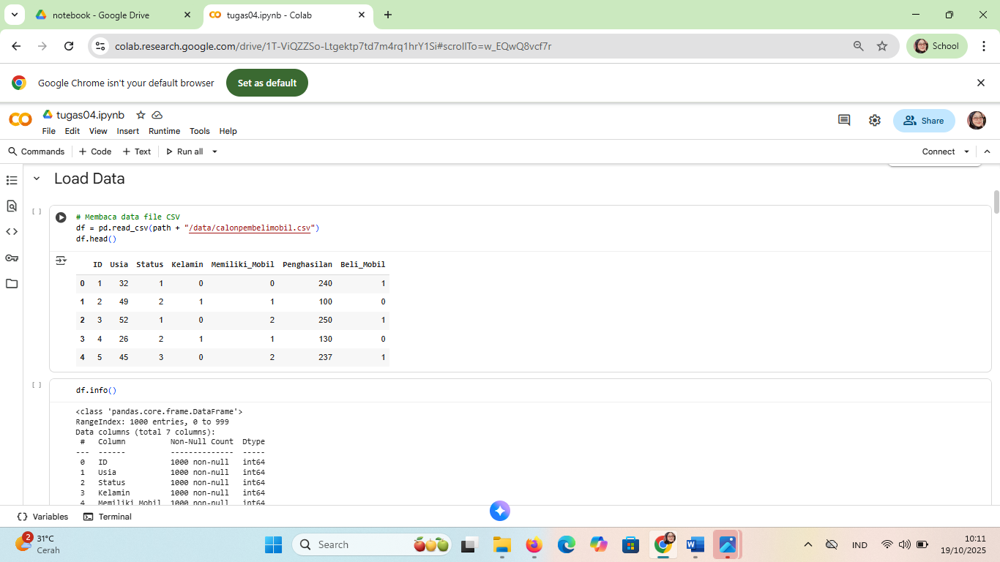 notebook - Google Drive
tugas04.ipynb - Colab
colab.research.google.com/drive/1T-ViQZZSo-Ltgektp7td7m4rq1hrY1Si#scrollTo=w_EQwQ8vcf7r
School
Google Chrome isn't your default browser
Set as default
tugas04.ipynb
File Edit View Insert Runtime Tools Help
Share
Commands + Code + Text Run all
Connect
Load Data
[ ]
# Membaca data file CSV
df = pd.read_csv(path + "/data/calonpembelimobil.csv")
df.head()
ID Usia Status Kelamin Memiliki_Mobil Penghasilan Beli_Mobil
0 1 32 1 0 0 240 1
1 2 49 2 1 1 100 0
2 3 52 1 0 2 250 1
3 4 26 2 1 1 130 0
4 5 45 3 0 2 237 1
[ ]
df.info()
<class 'pandas.core.frame.DataFrame'>
RangeIndex: 1000 entries, 0 to 999
Data columns (total 7 columns):
# Column Non-Null Count Dtype
--- ------ -------------- -----
0 ID 1000 non-null int64
1 Usia 1000 non-null int64
2 Status 1000 non-null int64
3 Kelamin 1000 non-null int64
4 Memiliki_Mobil 1000 non-null int64
Variables
Terminal
2
31°C
Cerah
Search
IND
10:11
19/10/2025